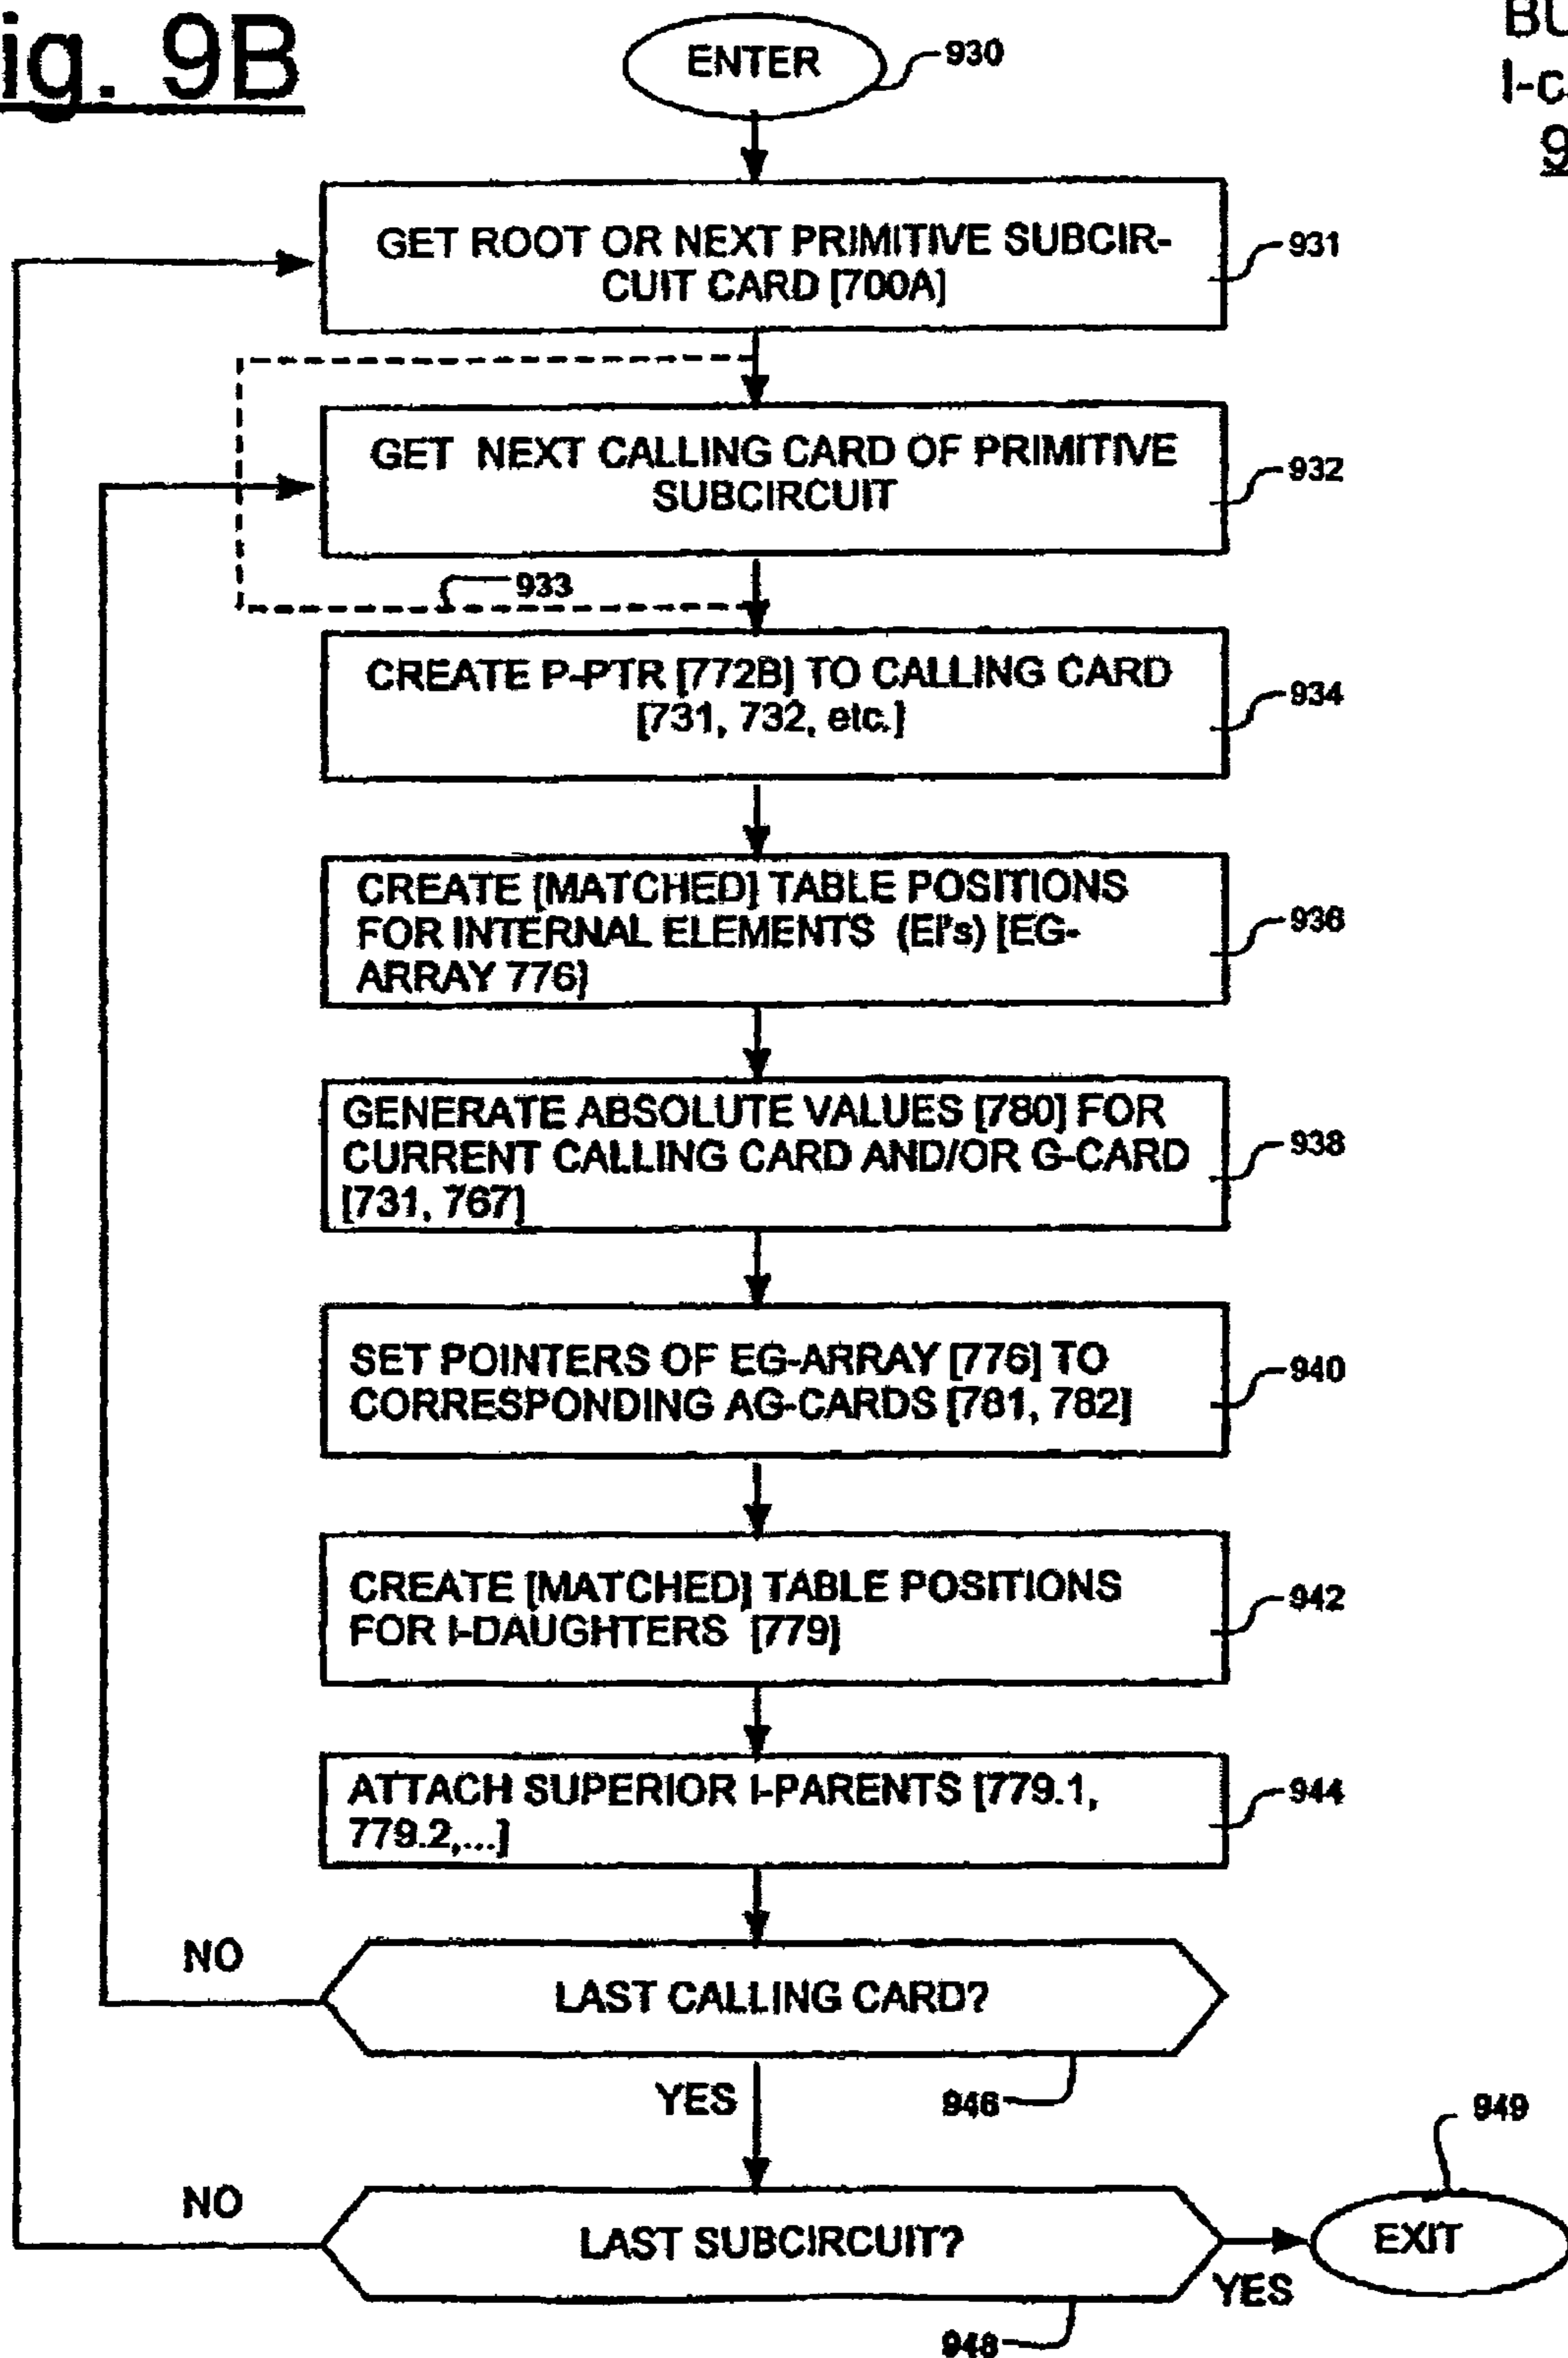 ig. 9B
BU
I-c
9
ENTER
930
GET ROOT OR NEXT PRIMITIVE SUBCIR-
CUIT CARD [700A]
931
GET NEXT CALLING CARD OF PRIMITIVE
SUBCIRCUIT
932
933
CREATE P-PTR [772B] TO CALLING CARD
[731, 732, etc.]
934
CREATE [MATCHED] TABLE POSITIONS
FOR INTERNAL ELEMENTS (EI's) [EG-
ARRAY 776]
936
GENERATE ABSOLUTE VALUES [780] FOR
CURRENT CALLING CARD AND/OR G-CARD
[731, 767]
938
SET POINTERS OF EG-ARRAY [776] TO
CORRESPONDING AG-CARDS [781, 782]
940
CREATE [MATCHED] TABLE POSITIONS
FOR I-DAUGHTERS [779]
942
ATTACH SUPERIOR I-PARENTS [779.1,
779.2,...]
944
NO
LAST CALLING CARD?
YES
946
949
NO
LAST SUBCIRCUIT?
EXIT
YES
948